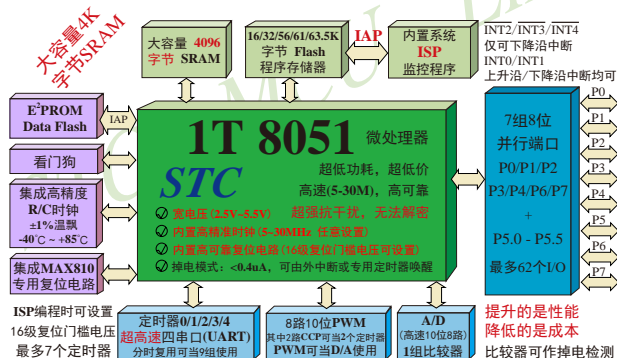 大容量4K
字节SRAM
大容量 4096
字节 SRAM
16/32/56/61/63.5K
字节 Flash
程序存储器
IAP
内置系统
ISP
监控程序
INT2/INT3/INT4
仅可下降沿中断
INT0/INT1
上升沿/下降沿中断均可
E²PROM
Data Flash
IAP
看门狗
集成高精度
R/C时钟
±1%温飘
-40℃ ~ +85℃
集成MAX810
专用复位电路
1T 8051 微处理器
STC
超低功耗，超低价
高速(5-30M)，高可靠
宽电压(2.5V~5.5V) 超强抗干扰，无法解密
内置高精准时钟(5~30MHz 任意设置)
内置高可靠复位电路(16级复位门槛电压可设置)
掉电模式：<0.4uA，可由外中断或专用定时器唤醒
7组8位
并行端口
P0/P1/P2
P3/P4/P6/P7
+
P5.0 - P5.5
最多62个I/O
P0
P1
P2
P3
P4
P5
P6
P7
ISP编程时可设置
16级复位门槛电压
最多7个定时器
定时器0/1/2/3/4
超高速四串口(UART)
分时复用可当9组使用
8路10位PWM
其中2路CCP可当2个定时器
PWM可当D/A使用
A/D
(高速10位8路)
1组比较器
提升的是性能
降低的是成本
比较器可作掉电检测